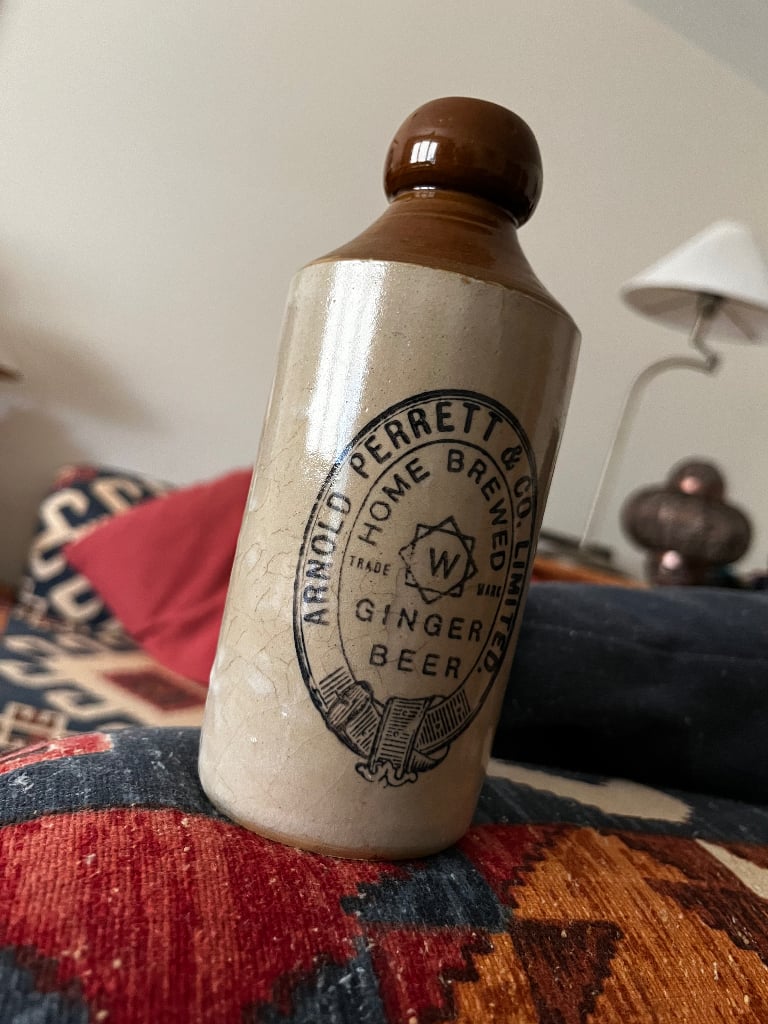 ARNOLD PERRETT & CO. LIMITED.
HOME BREWED
TRADE W MARK
GINGER
BEER